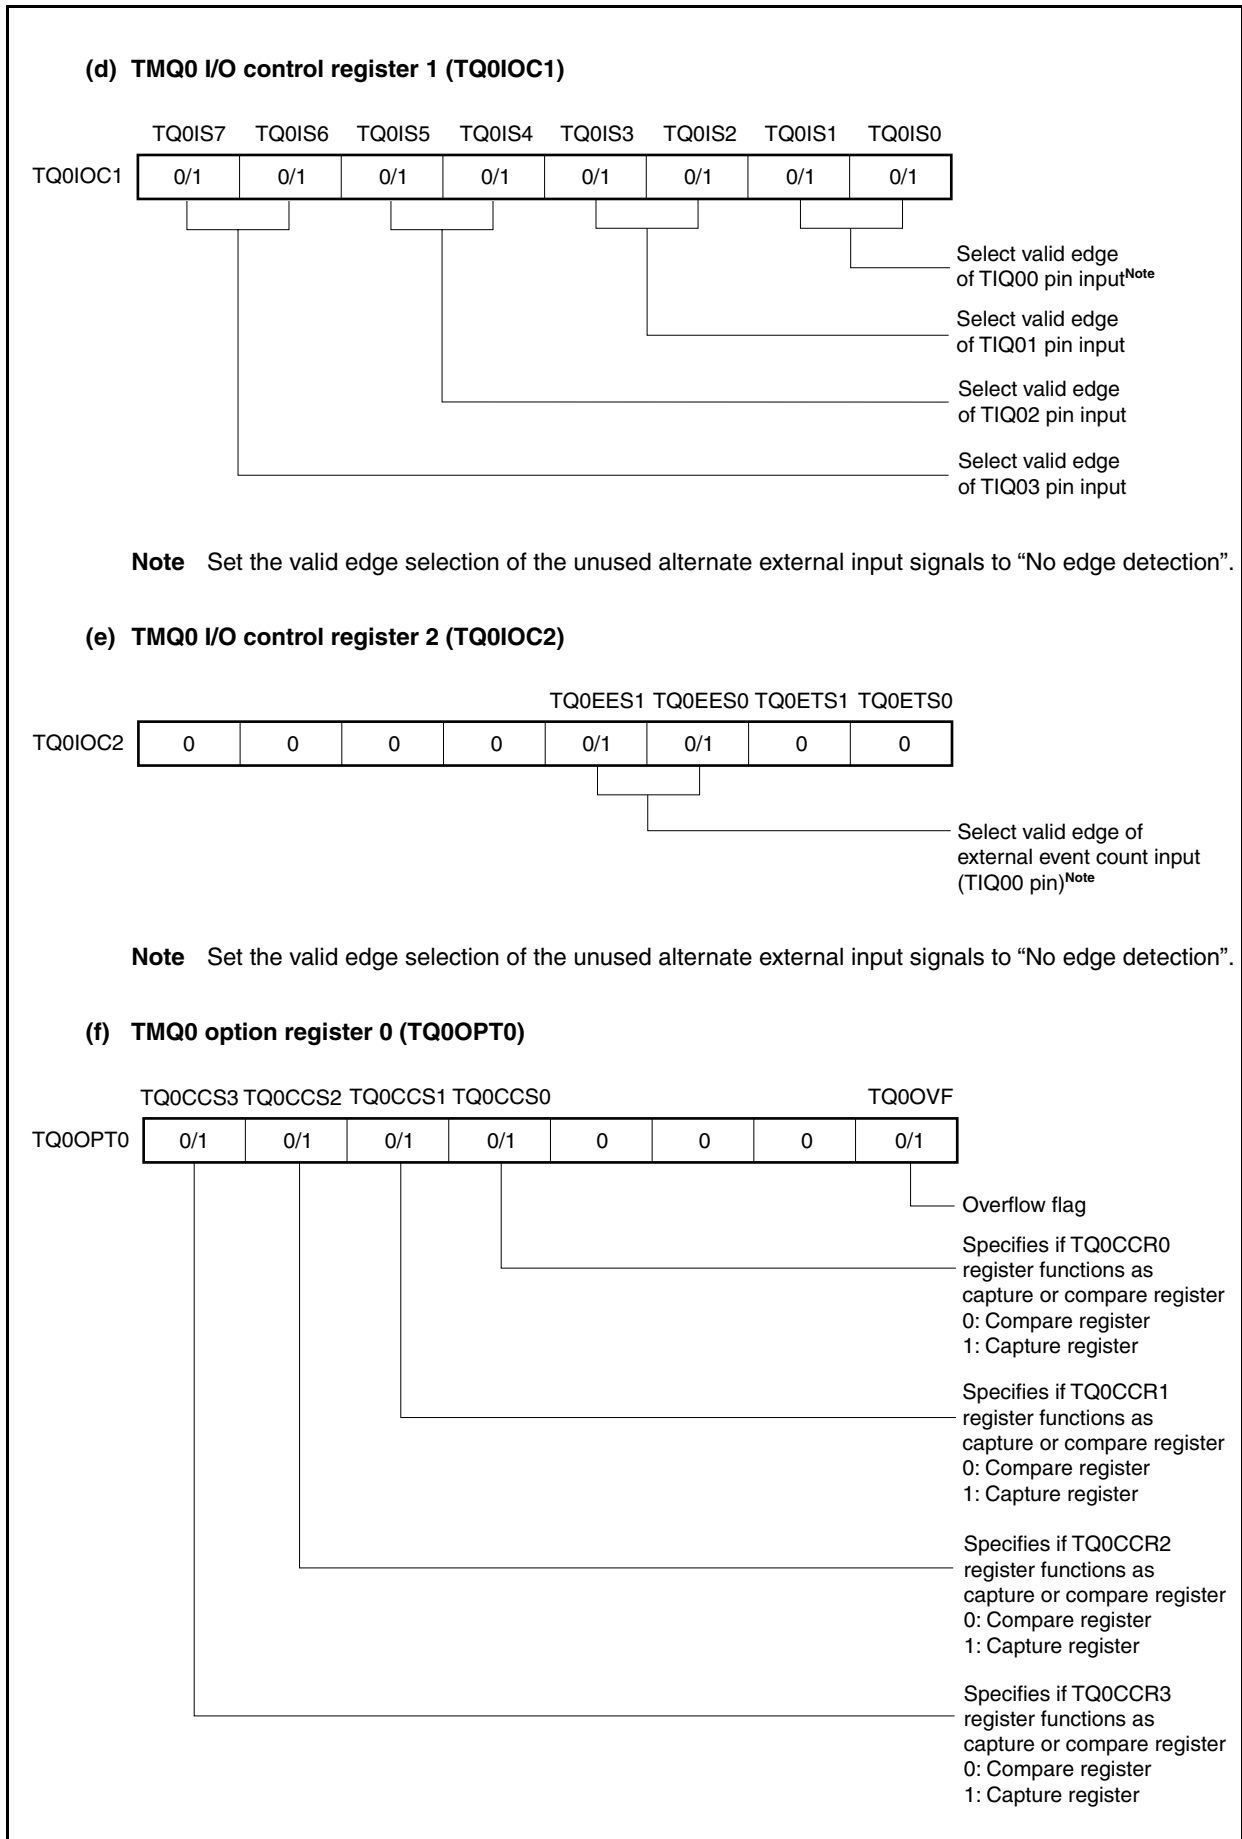 (d) TMQ0 I/O control register 1 (TQ0IOC1)
TQ0IS7 TQ0IS6 TQ0IS5 TQ0IS4 TQ0IS3 TQ0IS2 TQ0IS1 TQ0IS0
TQ0IOC1 0/1 0/1 0/1 0/1 0/1 0/1 0/1 0/1
Select valid edge
of TIQ00 pin inputNote
Select valid edge
of TIQ01 pin input
Select valid edge
of TIQ02 pin input
Select valid edge
of TIQ03 pin input
Note Set the valid edge selection of the unused alternate external input signals to “No edge detection”.
(e) TMQ0 I/O control register 2 (TQ0IOC2)
TQ0EES1 TQ0EES0 TQ0ETS1 TQ0ETS0
TQ0IOC2 0 0 0 0 0/1 0/1 0 0
Select valid edge of
external event count input
(TIQ00 pin)Note
Note Set the valid edge selection of the unused alternate external input signals to “No edge detection”.
(f) TMQ0 option register 0 (TQ0OPT0)
TQ0CCS3 TQ0CCS2 TQ0CCS1 TQ0CCS0 TQ0OVF
TQ0OPT0 0/1 0/1 0/1 0/1 0 0 0 0/1
Overflow flag
Specifies if TQ0CCR0
register functions as
capture or compare register
0: Compare register
1: Capture register
Specifies if TQ0CCR1
register functions as
capture or compare register
0: Compare register
1: Capture register
Specifies if TQ0CCR2
register functions as
capture or compare register
0: Compare register
1: Capture register
Specifies if TQ0CCR3
register functions as
capture or compare register
0: Compare register
1: Capture register